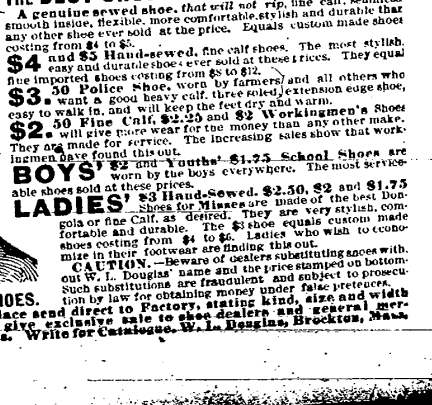 A genuine sewed shoe, that will not rip, fine calf,
smooth inside, flexible, more comfortable, stylish and durable than
any other shoe ever sold at the price. Equals custom made shoes
costing from $4 to $5.
$4 and $5 Hand-sewed, fine calf shoes. The most stylish,
easy and durable shoes ever sold at these prices. They equal
fine imported shoes costing from $8 to $12.
$3.50 Police Shoe, worn by farmers and all others who
want a good heavy calf, three soled, extension edge shoe,
easy to walk in, and will keep the feet dry and warm.
$2.50 Fine Calf, $2.25 and $2 Workingmen's Shoes
will give more wear for the money than any other make.
They are made for service. The increasing sales show that work-
ingmen have found this out.
BOYS' $2 and Youths' $1.75 School Shoes are
worn by the boys everywhere. The most service-
able shoes sold at these prices.
LADIES' $3 Hand-Sewed, $2.50, $2 and $1.75
Shoes for Misses are made of the best Don-
gola or fine Calf, as desired. They are very stylish, com-
fortable and durable. The $3 shoe equals custom made
shoes costing from $4 to $6. Ladies who wish to econo-
mize in their footwear are finding this out.
CAUTION.—Beware of dealers substituting shoes with-
out W. L. Douglas' name and the price stamped on bottom.
Such substitutions are fraudulent and subject to prosecu-
tion by law for obtaining money under false pretences.
HOES.
lace send direct to Factory, stating kind, size and width
give exclusive sale to shoe dealers and general mer-
s. Write for Catalogue. W. L. Douglas, Brockton, Mass.